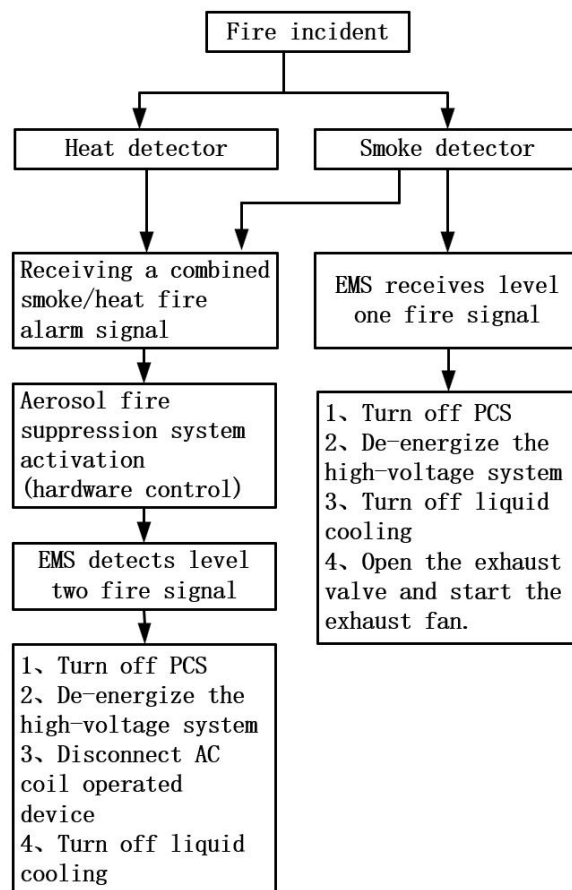 Fire incident
Heat detector
Smoke detector
Receiving a combined
smoke/heat fire
alarm signal
EMS receives level
one fire signal
Aerosol fire
suppression system
activation
(hardware control)
1、Turn off PCS
2、De-energize the
high-voltage system
3、Turn off liquid
cooling
4、Open the exhaust
valve and start the
exhaust fan.
EMS detects level
two fire signal
1、Turn off PCS
2、De-energize the
high-voltage system
3、Disconnect AC
coil operated
device
4、Turn off liquid
cooling